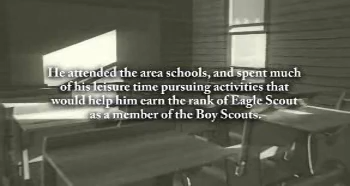 He attended the area schools, and spent much
of his leisure time pursuing activities that
would help him earn the rank of Eagle Scout
as a member of the Boy Scouts.